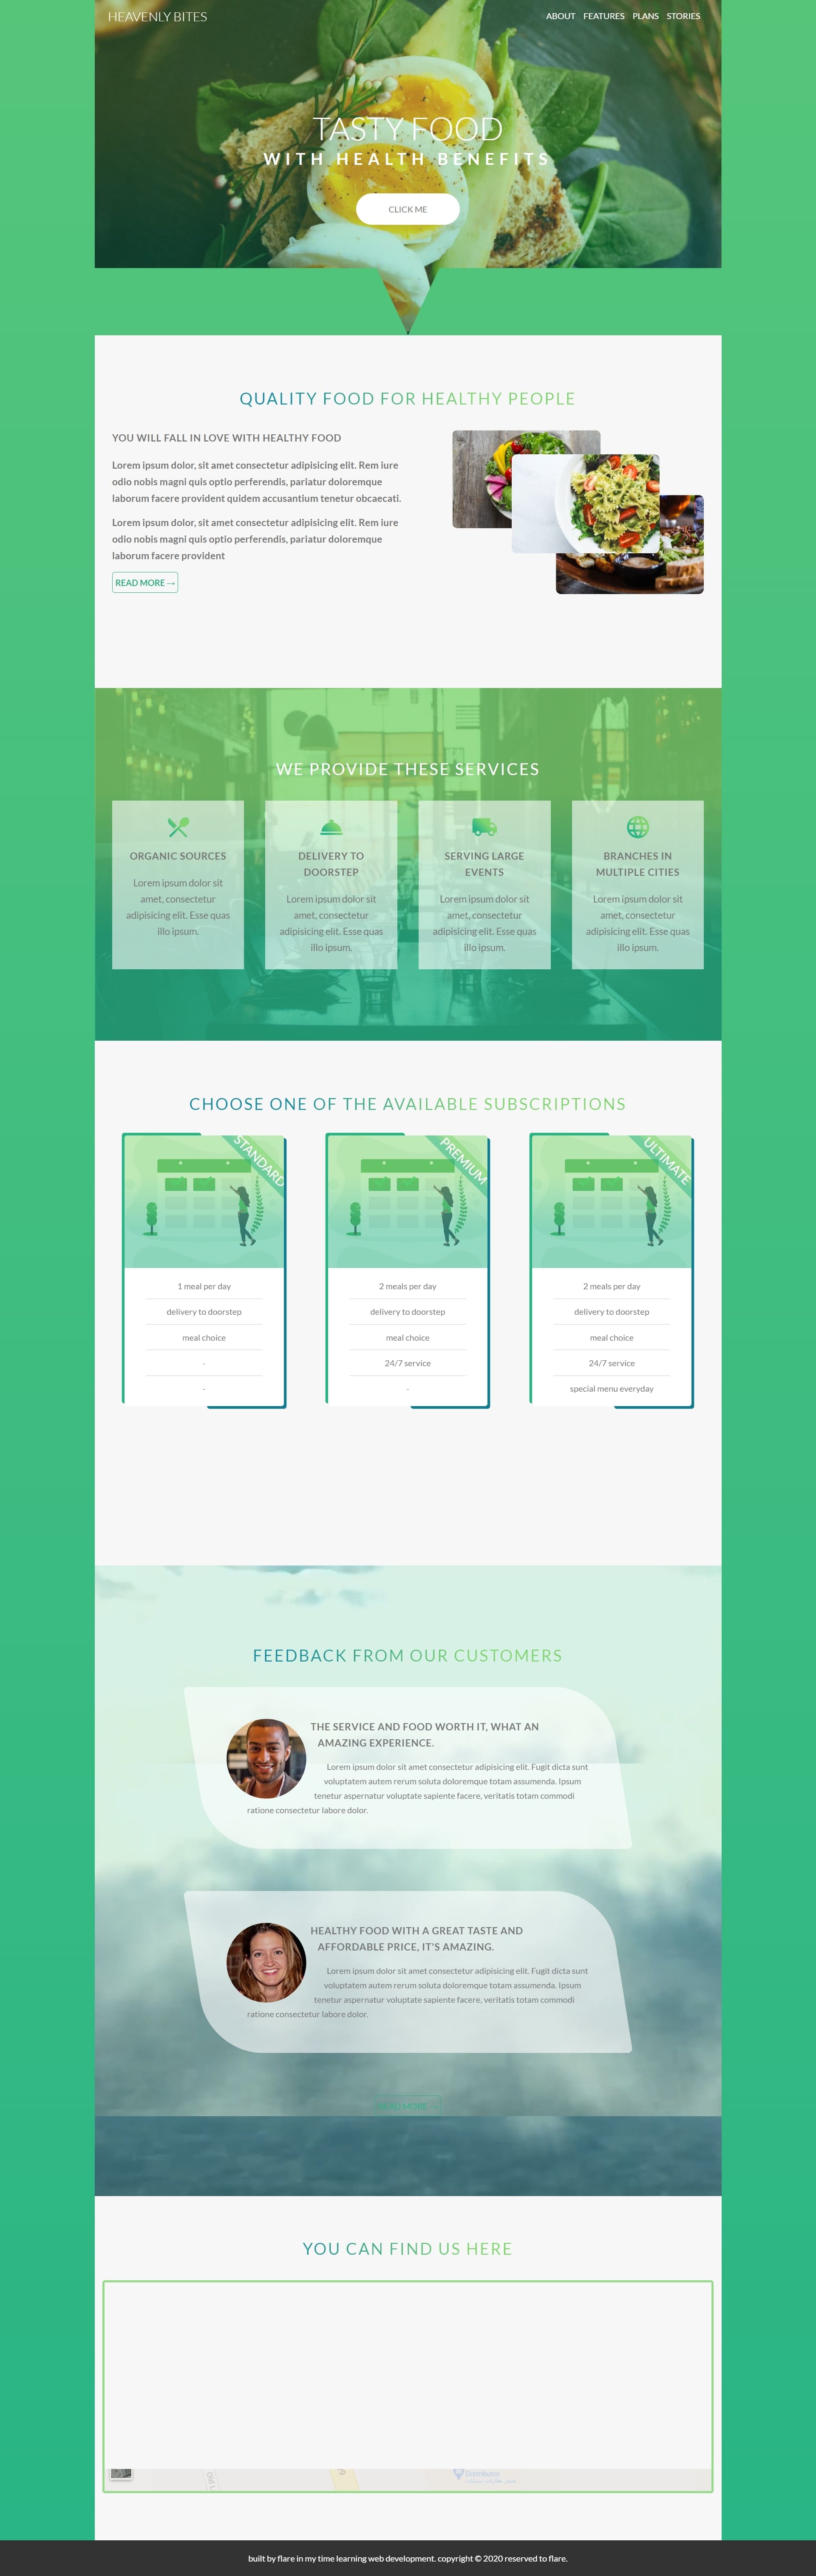 HEAVENLY BITES
ABOUT FEATURES PLANS STORIES
TASTY FOOD
WITH HEALTH BENEFITS
CLICK ME
QUALITY FOOD FOR HEALTHY PEOPLE
YOU WILL FALL IN LOVE WITH HEALTHY FOOD
Lorem ipsum dolor, sit amet consectetur adipisicing elit. Rem iure
odio nobis magni quis optio perferendis, pariatur doloremque
laborum facere provident quidem accusantium tenetur obcaecati.
Lorem ipsum dolor, sit amet consectetur adipisicing elit. Rem iure
odio nobis magni quis optio perferendis, pariatur doloremque
laborum facere provident
READ MORE →
WE PROVIDE THESE SERVICES
ORGANIC SOURCES
Lorem ipsum dolor sit
amet, consectetur
adipisicing elit. Esse quas
illo ipsum.
DELIVERY TO
DOORSTEP
Lorem ipsum dolor sit
amet, consectetur
adipisicing elit. Esse quas
illo ipsum.
SERVING LARGE
EVENTS
Lorem ipsum dolor sit
amet, consectetur
adipisicing elit. Esse quas
illo ipsum.
BRANCHES IN
MULTIPLE CITIES
Lorem ipsum dolor sit
amet, consectetur
adipisicing elit. Esse quas
illo ipsum.
CHOOSE ONE OF THE AVAILABLE SUBSCRIPTIONS
STANDARD
1 meal per day
delivery to doorstep
meal choice
-
-
PREMIUM
2 meals per day
delivery to doorstep
meal choice
24/7 service
-
ULTIMATE
2 meals per day
delivery to doorstep
meal choice
24/7 service
special menu everyday
FEEDBACK FROM OUR CUSTOMERS
THE SERVICE AND FOOD WORTH IT, WHAT AN
AMAZING EXPERIENCE.
Lorem ipsum dolor sit amet consectetur adipisicing elit. Fugit dicta sunt
voluptatem autem rerum soluta doloremque totam assumenda. Ipsum
tenetur aspernatur voluptate sapiente facere, veritatis totam commodi
ratione consectetur labore dolor.
HEALTHY FOOD WITH A GREAT TASTE AND
AFFORDABLE PRICE, IT'S AMAZING.
Lorem ipsum dolor sit amet consectetur adipisicing elit. Fugit dicta sunt
voluptatem autem rerum soluta doloremque totam assumenda. Ipsum
tenetur aspernatur voluptate sapiente facere, veritatis totam commodi
ratione consectetur labore dolor.
READ MORE →
YOU CAN FIND US HERE
Distributor
built by flare in my time learning web development. copyright © 2020 reserved to flare.